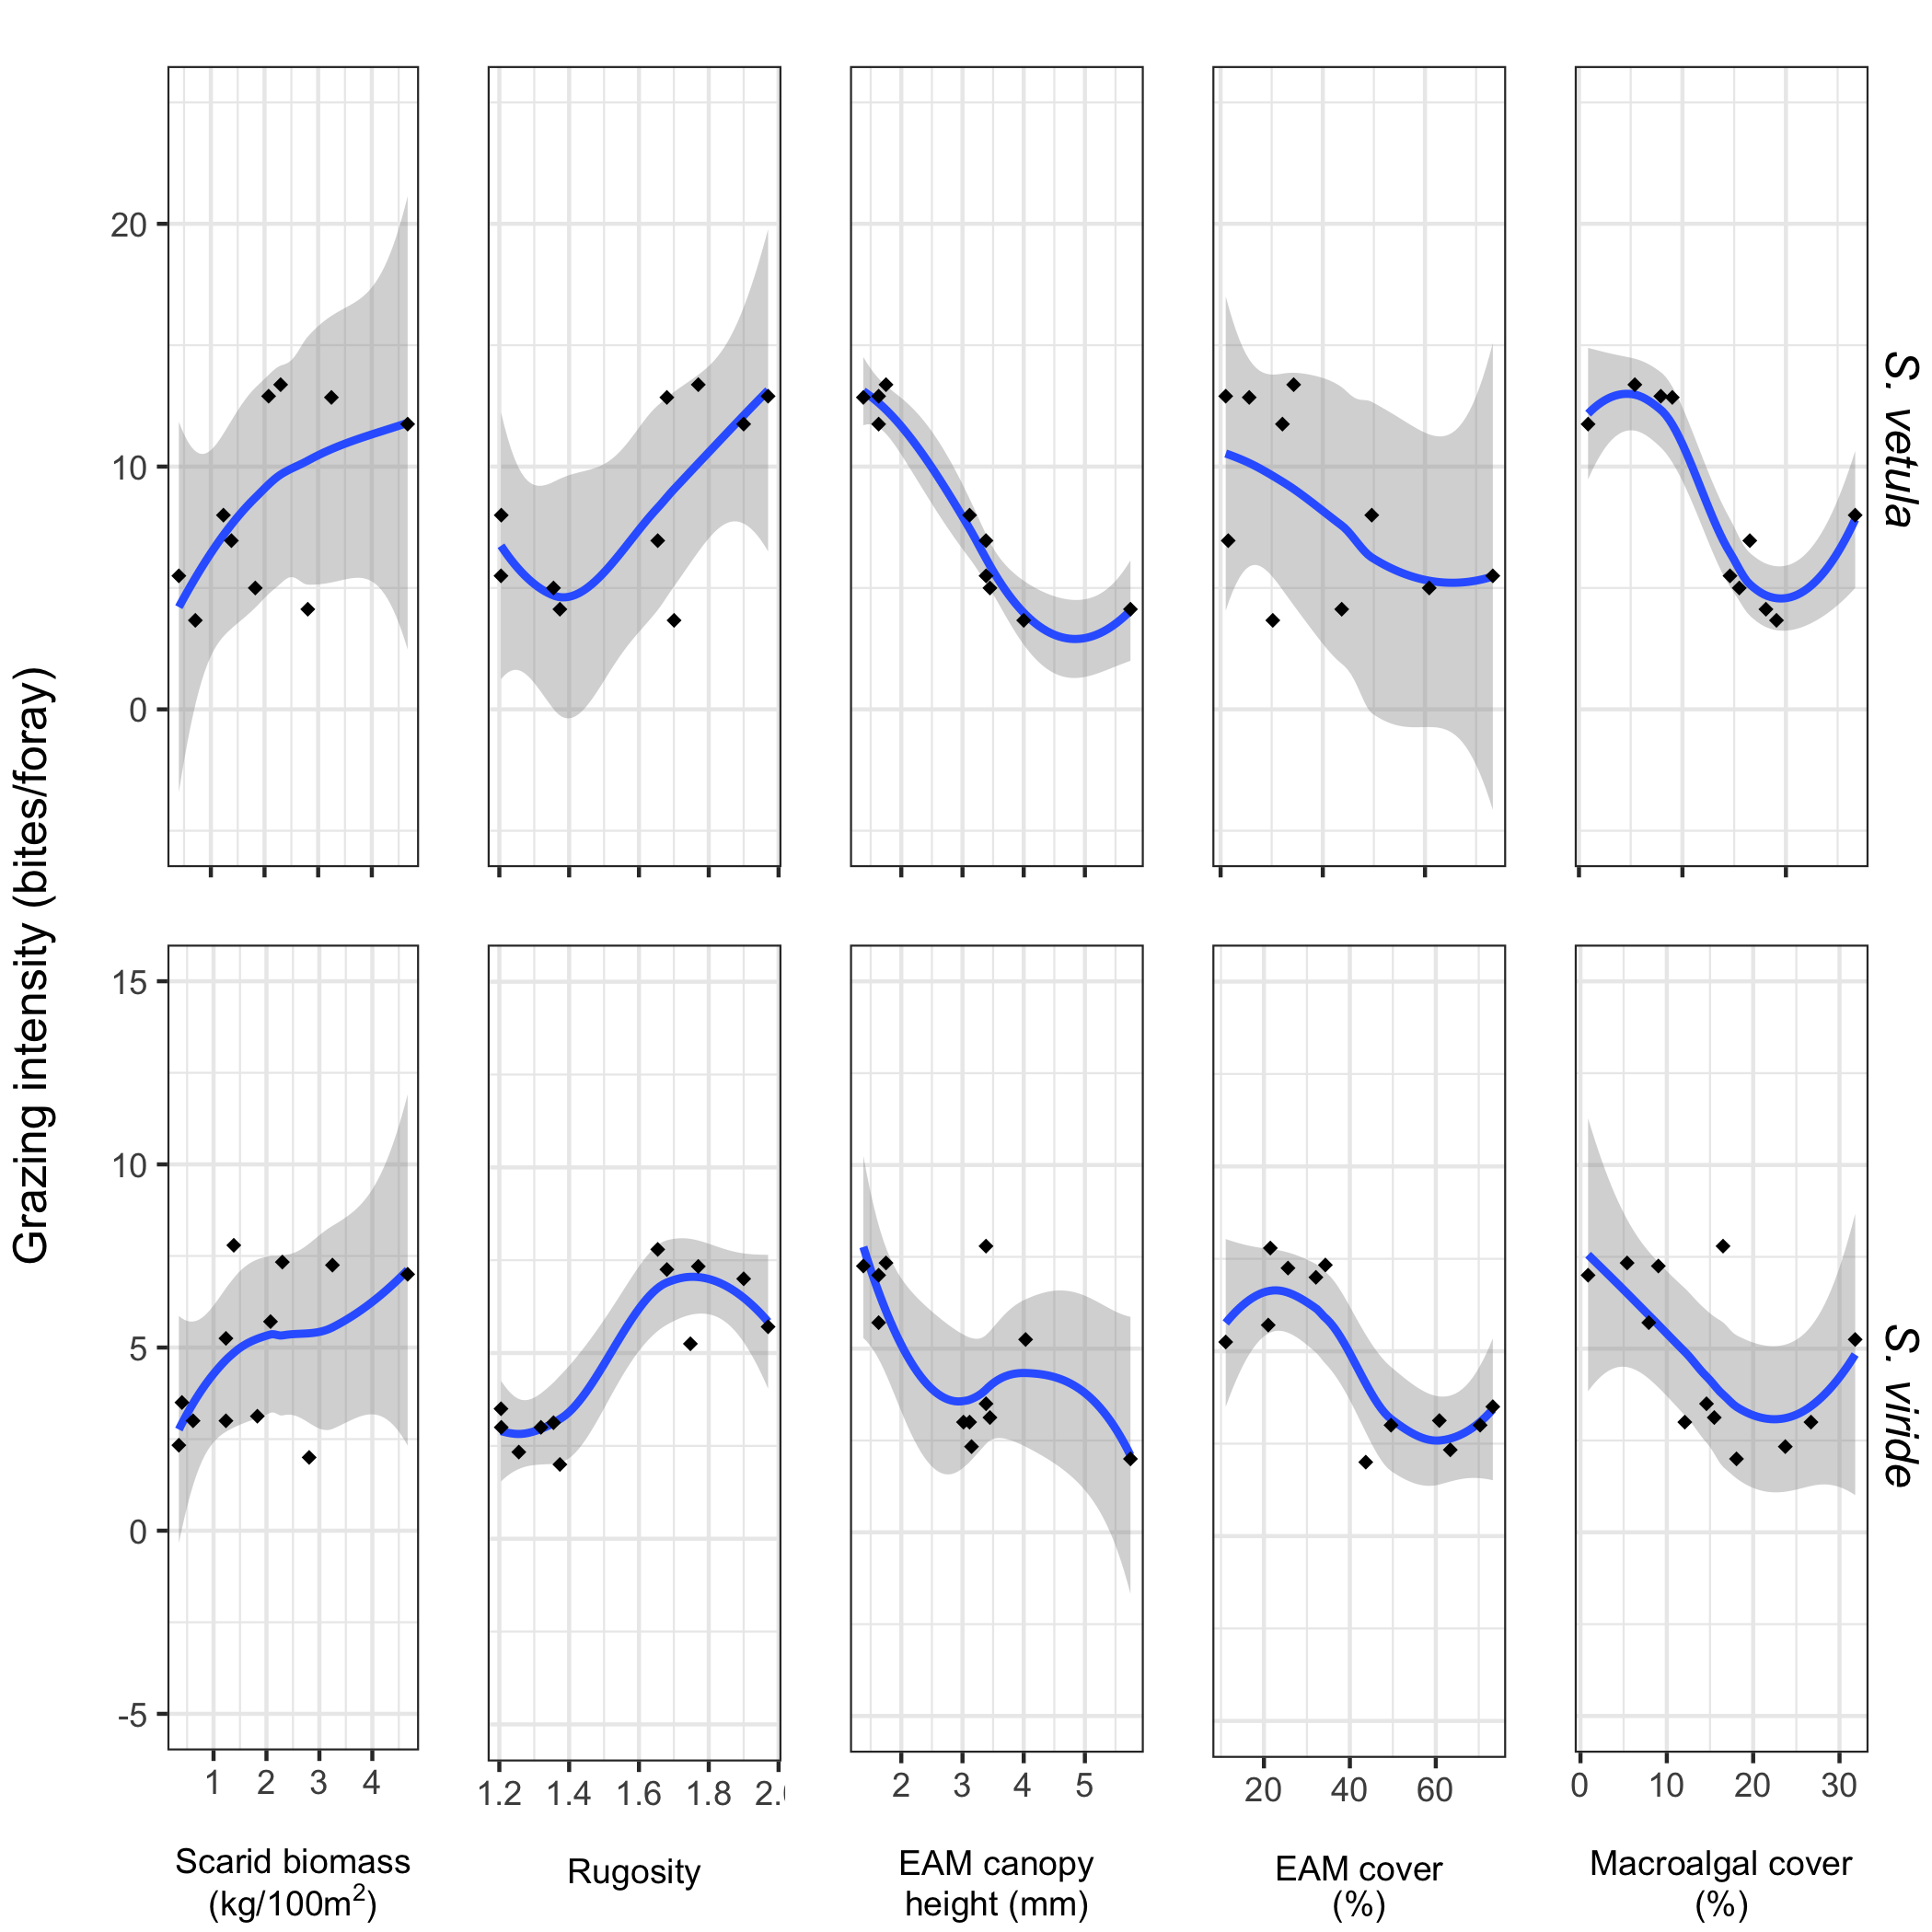 Grazing intensity (bites/foray)
20
10
0
S. vetula
15
10
5
0
-5
S. viride
1 2 3 4
1.2 1.4 1.6 1.8 2.
2 3 4 5
20 40 60
0 10 20 30
Scarid biomass
(kg/100m²)
Rugosity
EAM canopy
height (mm)
EAM cover
(%)
Macroalgal cover
(%)